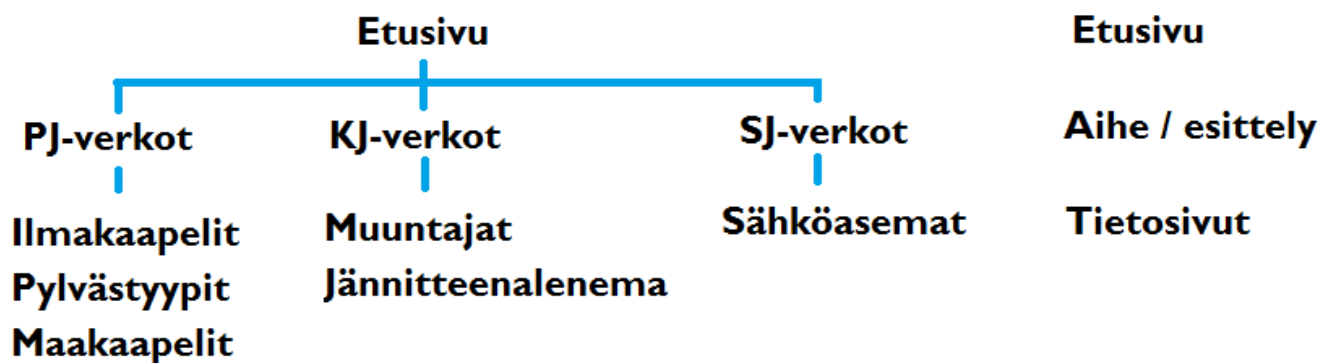 Etusivu
Etusivu
PJ-verkot
KJ-verkot
SJ-verkot
Aihe / esittely
Ilmakaapelit
Pylvästyypit
Maakaapelit
Muuntajat
Jännitteenalenema
Sähköasemat
Tietosivut